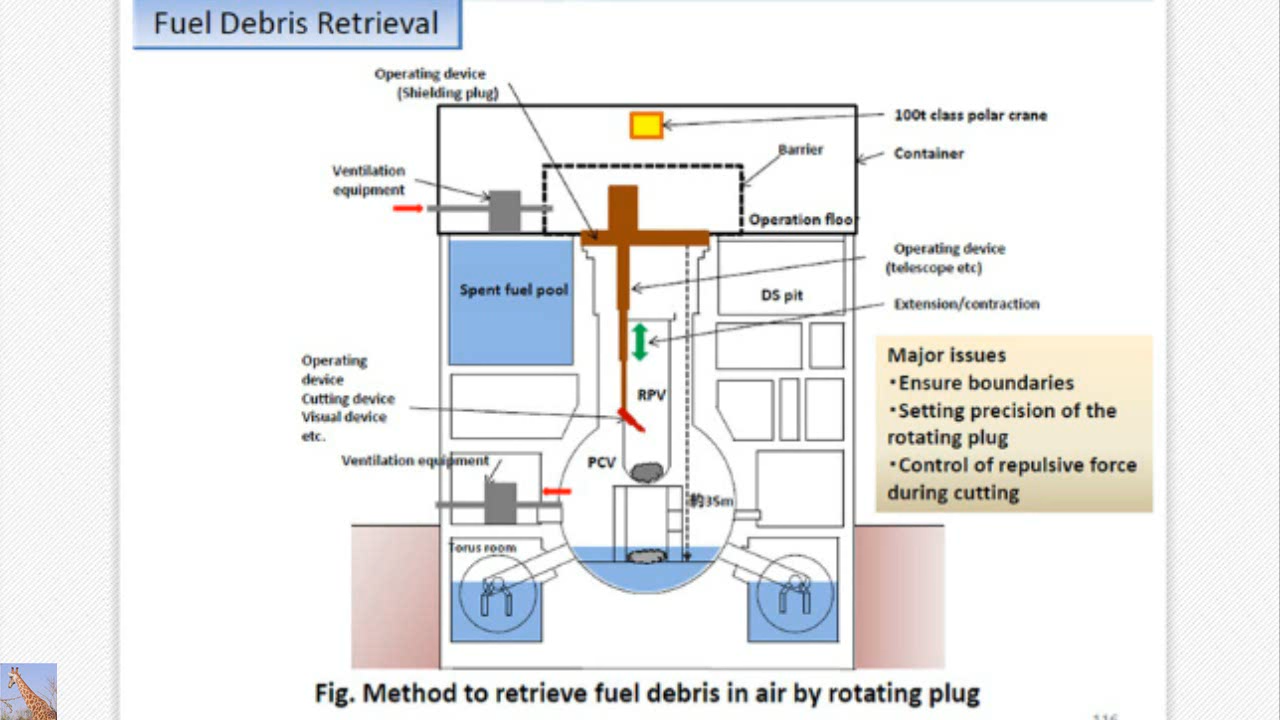 Fuel Debris Retrieval
Operating device
(Shielding plug)
100t class polar crane
Barrier
Container
Ventilation
equipment
Operation floor
Operating device
(telescope etc)
Spent fuel pool
DS pit
Extension/contraction
Operating
device
Cutting device
Visual device
etc.
RPV
Major issues
・Ensure boundaries
・Setting precision of the
rotating plug
・Control of repulsive force
during cutting
Ventilation equipment
PCV
約35m
Torus room
Fig. Method to retrieve fuel debris in air by rotating plug
116